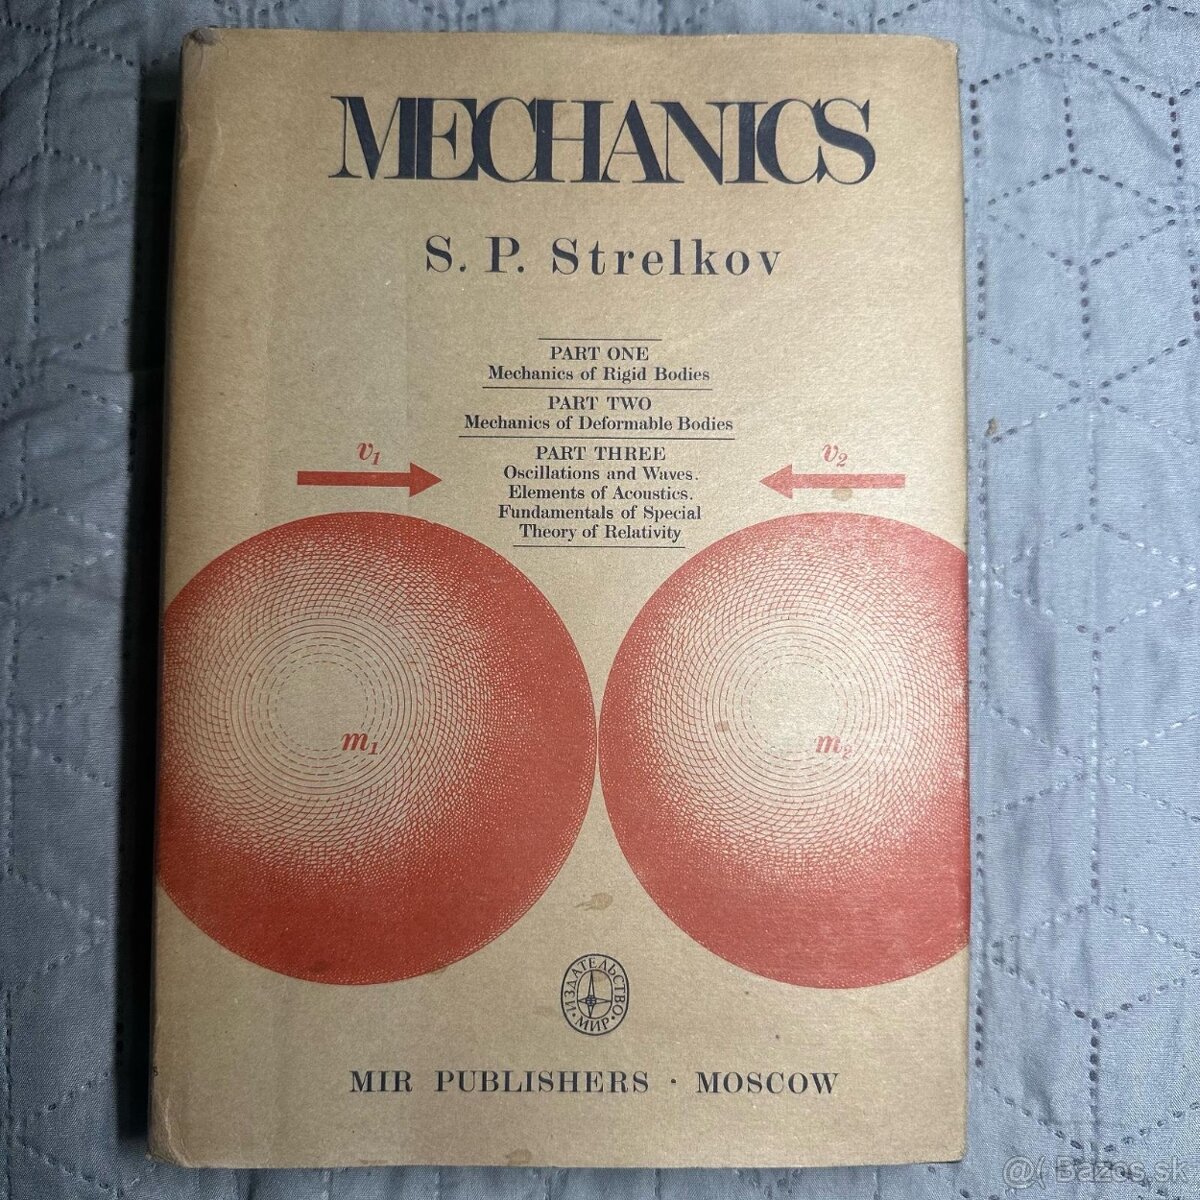 MECHANICS
S. P. Strelkov
PART ONE
Mechanics of Rigid Bodies
PART TWO
Mechanics of Deformable Bodies
PART THREE
Oscillations and Waves.
Elements of Acoustics.
Fundamentals of Special
Theory of Relativity
v₁
v₂
m₁
m₂
ИЗДАТЕЛЬСТВО
· МИР ·
MIR PUBLISHERS · MOSCOW
@( Bazos.sk